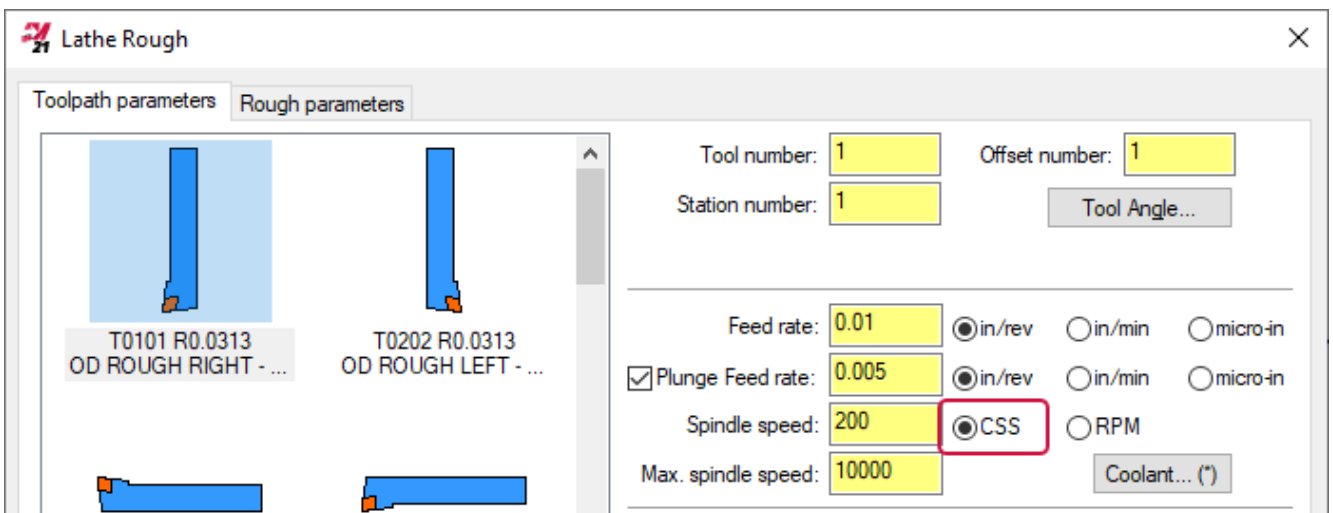 21 Lathe Rough
Toolpath parameters Rough parameters
Tool number: 1 Offset number: 1
Station number: 1 Tool Angle...
T0101 R0.0313
OD ROUGH RIGHT - ...
T0202 R0.0313
OD ROUGH LEFT - ...
Feed rate: 0.01 in/rev in/min micro-in
Plunge Feed rate: 0.005 in/rev in/min micro-in
Spindle speed: 200 CSS RPM
Max. spindle speed: 10000 Coolant... (*)